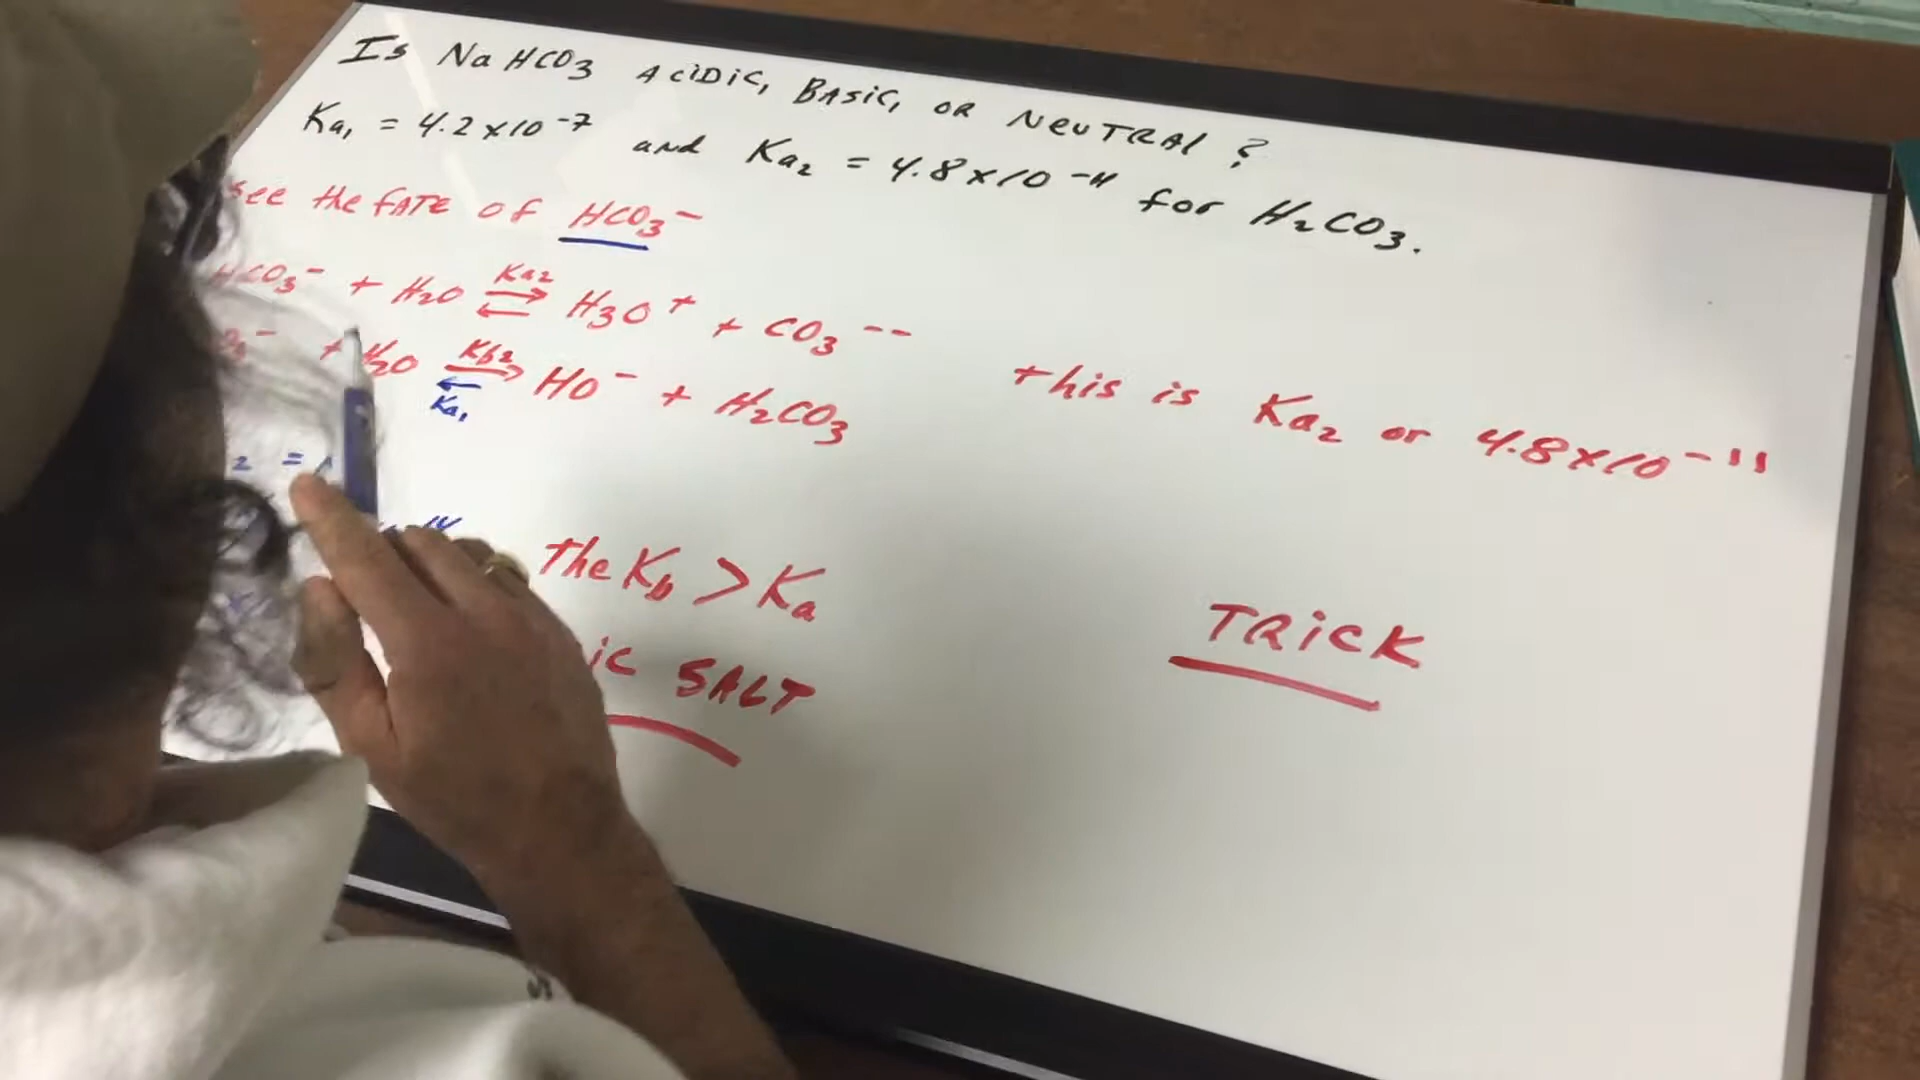 Is NaHCO3 ACiDiC, BASiC, OR NeUTRAl ?
Ka1 = 4.2 x 10 -7 and Ka2 = 4.8 x 10 -11 for H2CO3.
see the FATE of HCO3 -
HCO3 - + H2O Ka2 ⇌ H3O + + CO3 --
+ H2O Kb2 ⇌ Ka1 HO - + H2CO3
this is Ka2 or 4.8 x 10 -11
2 =
the Kb > Ka
SALT
TRiCK